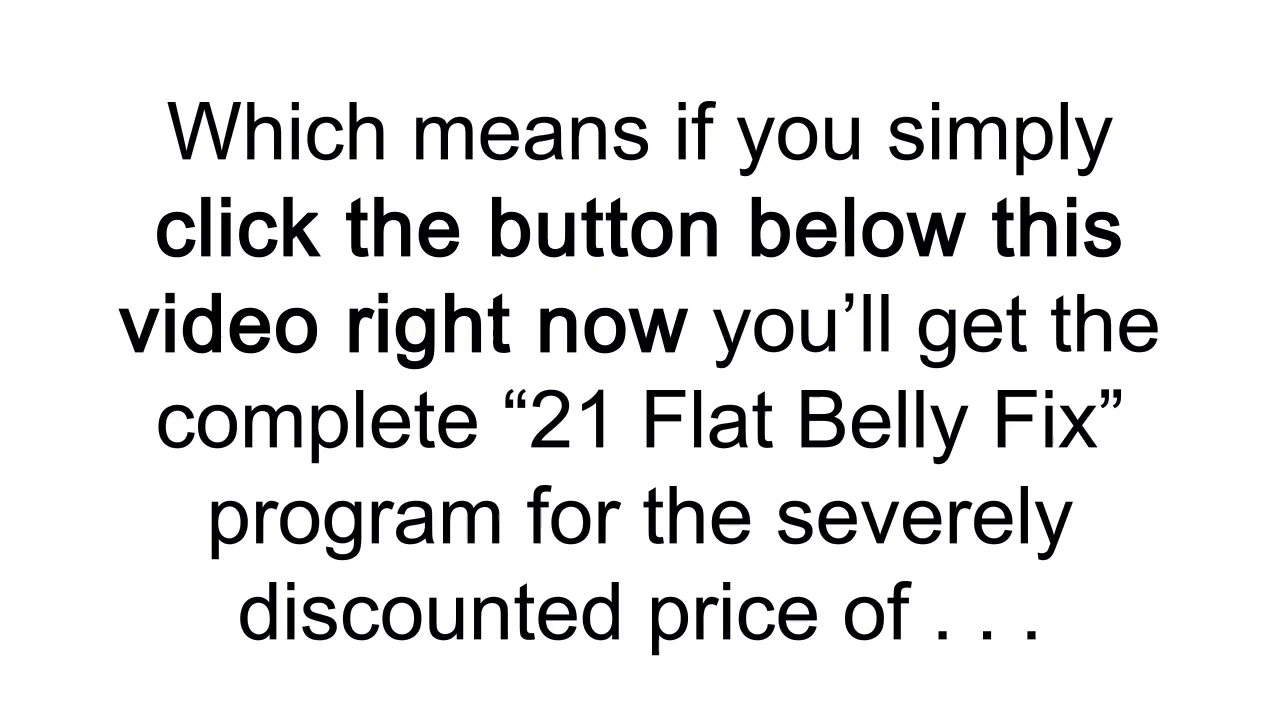 Which means if you simply
click the button below this
video right now you’ll get the
complete “21 Flat Belly Fix”
program for the severely
discounted price of . . .